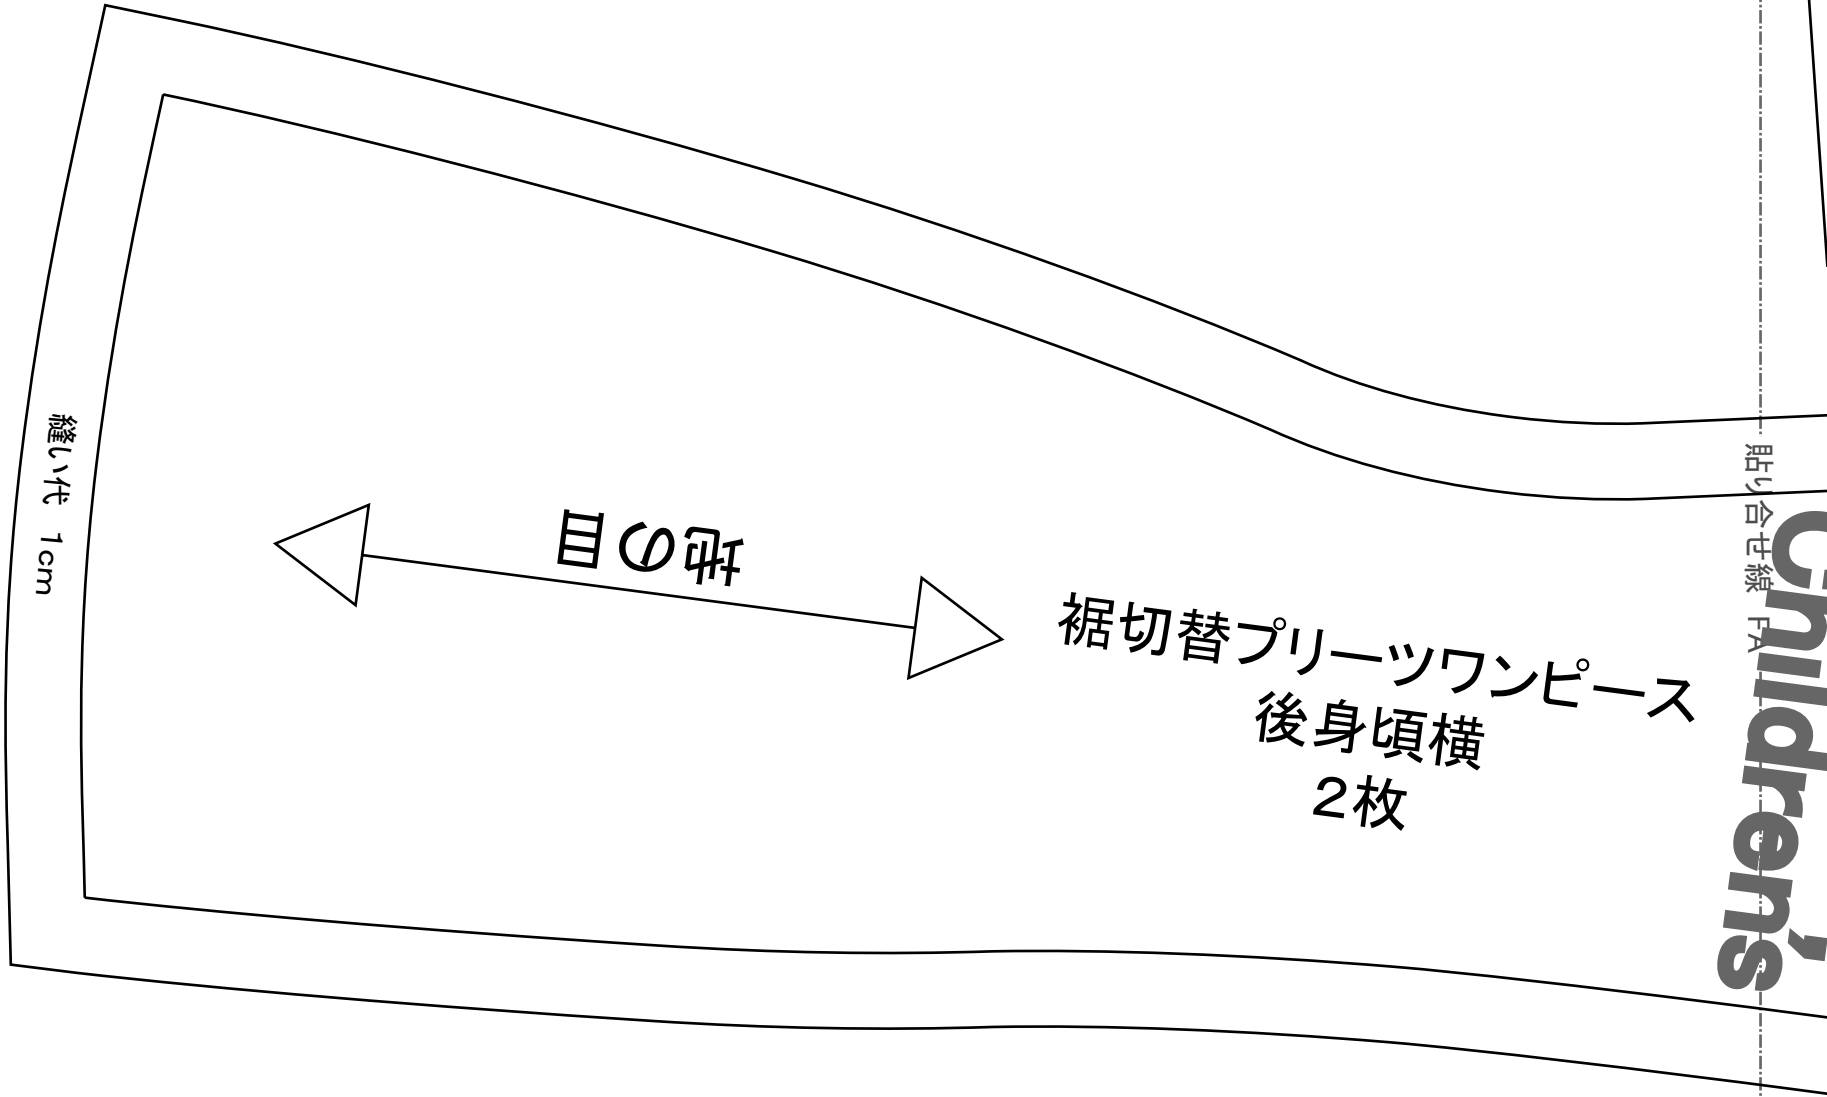 縫い代 1cm
地の目
裾切替プリーツワンピース
後身頃横
2枚
貼り合せ線 FA
Children's